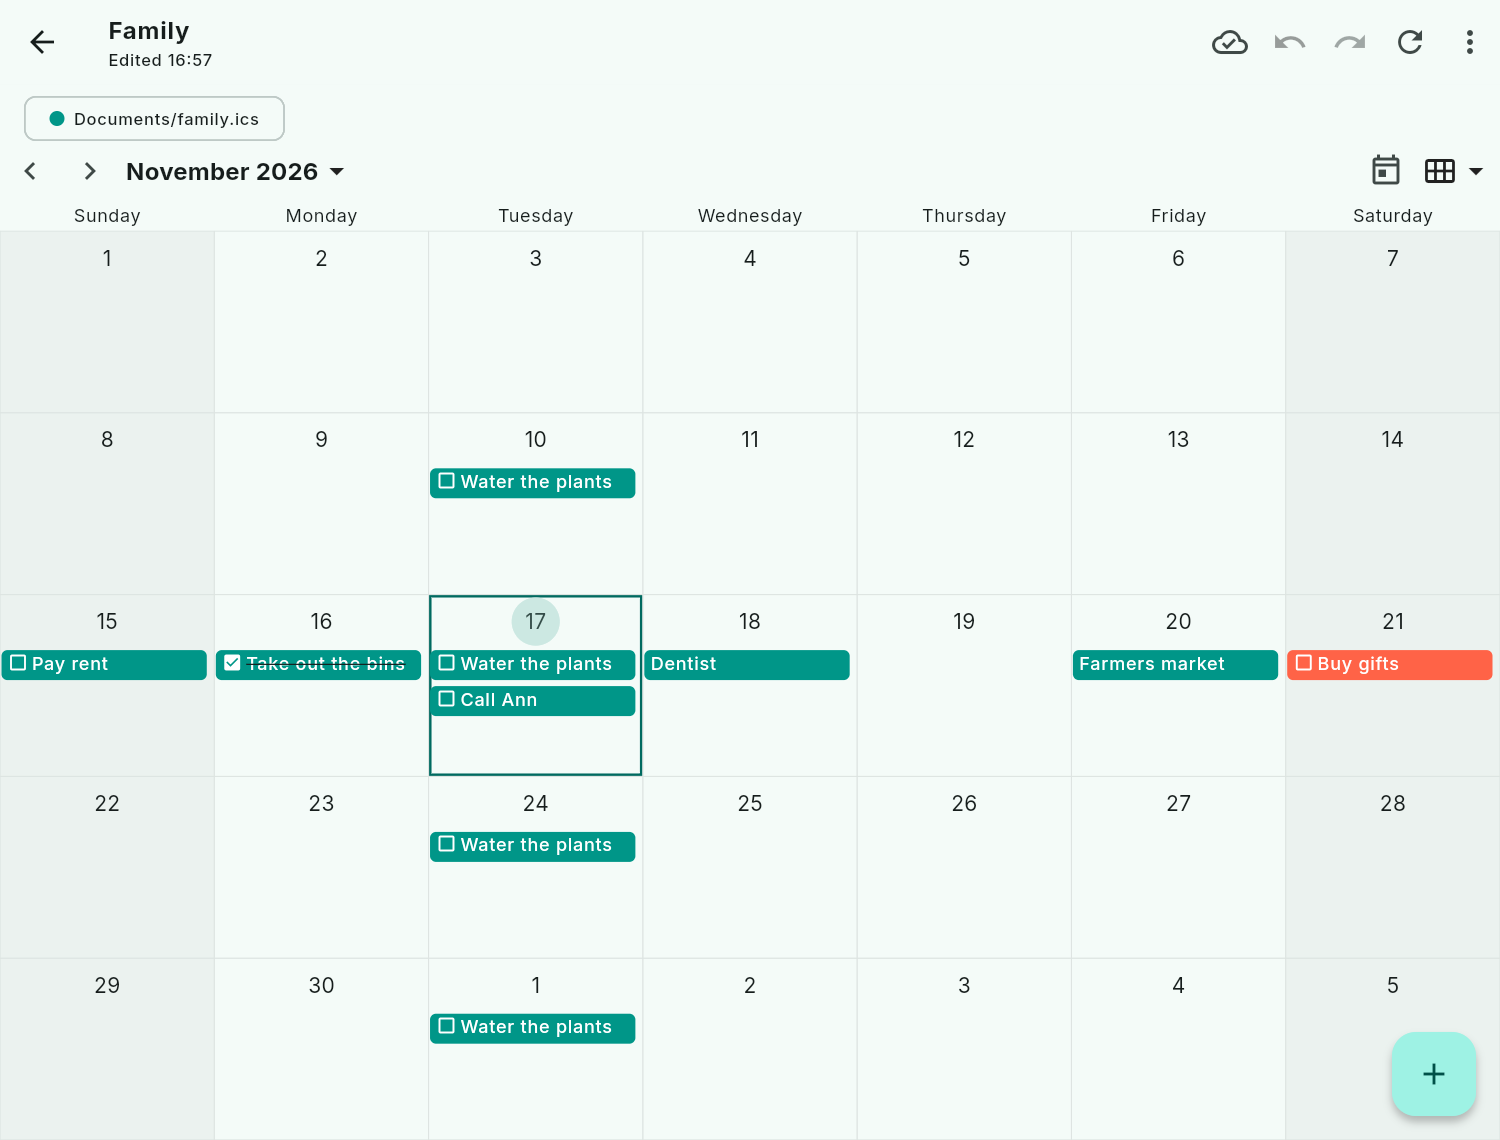 Family
Edited 16:57
Documents/family.ics
November 2026
Sunday Monday Tuesday Wednesday Thursday Friday Saturday
1 2 3 4 5 6 7
8 9 10 11 12 13 14
Water the plants
15 16 17 18 19 20 21
Pay rent Take out the bins Water the plants Dentist Farmers market Buy gifts
Call Ann
22 23 24 25 26 27 28
Water the plants
29 30 1 2 3 4 5
Water the plants